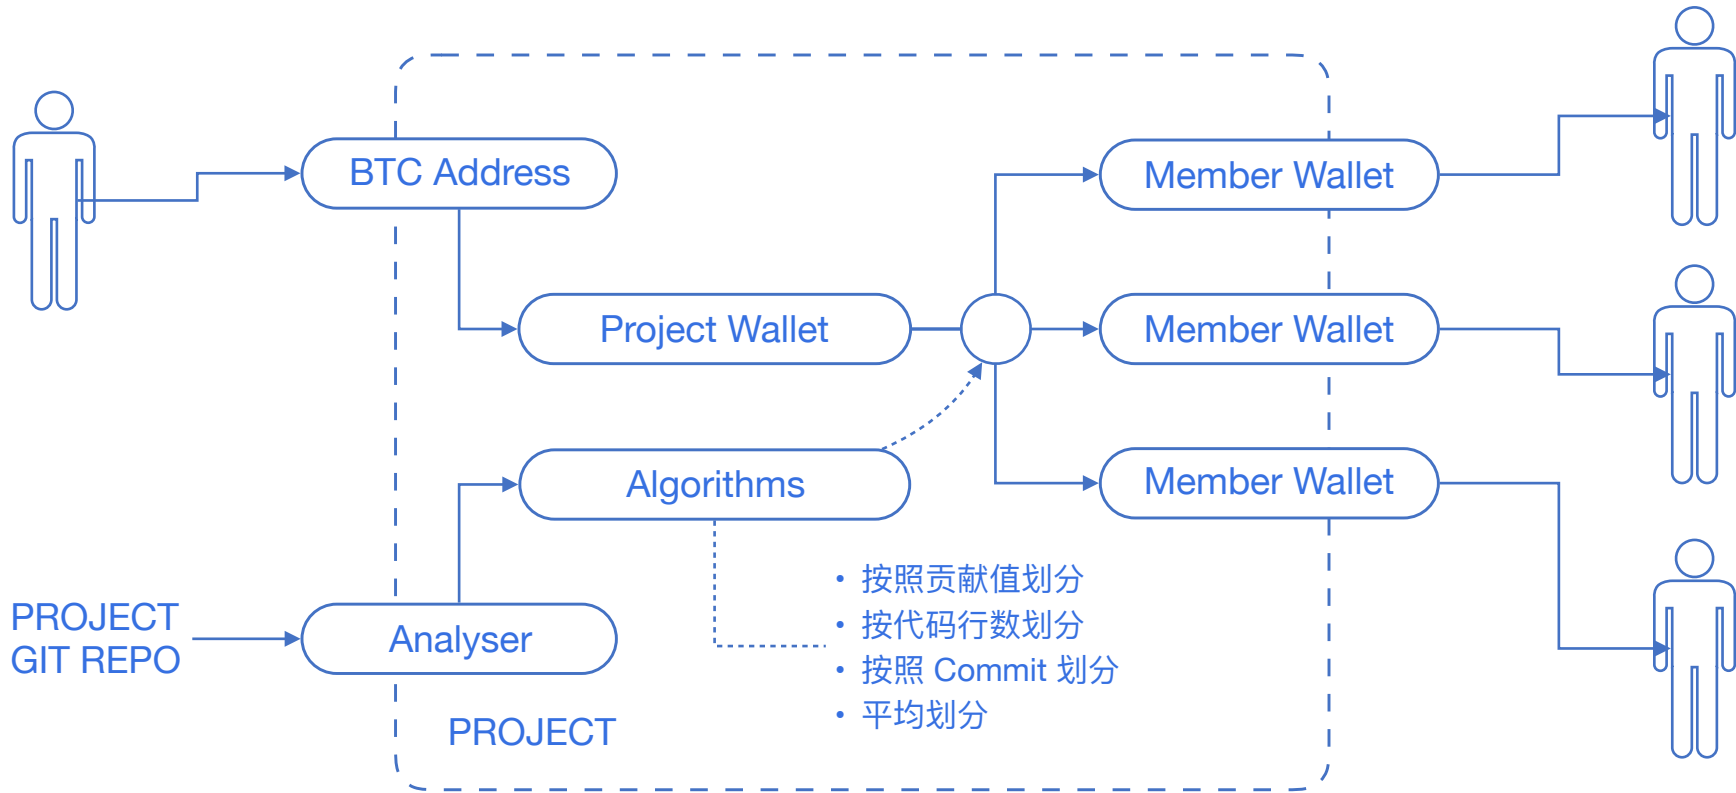 BTC Address
Member Wallet
Project Wallet
Member Wallet
Algorithms
Member Wallet
• 按照贡献值划分
• 按代码行数划分
• 按照 Commit 划分
• 平均划分
PROJECT
GIT REPO
Analyser
PROJECT